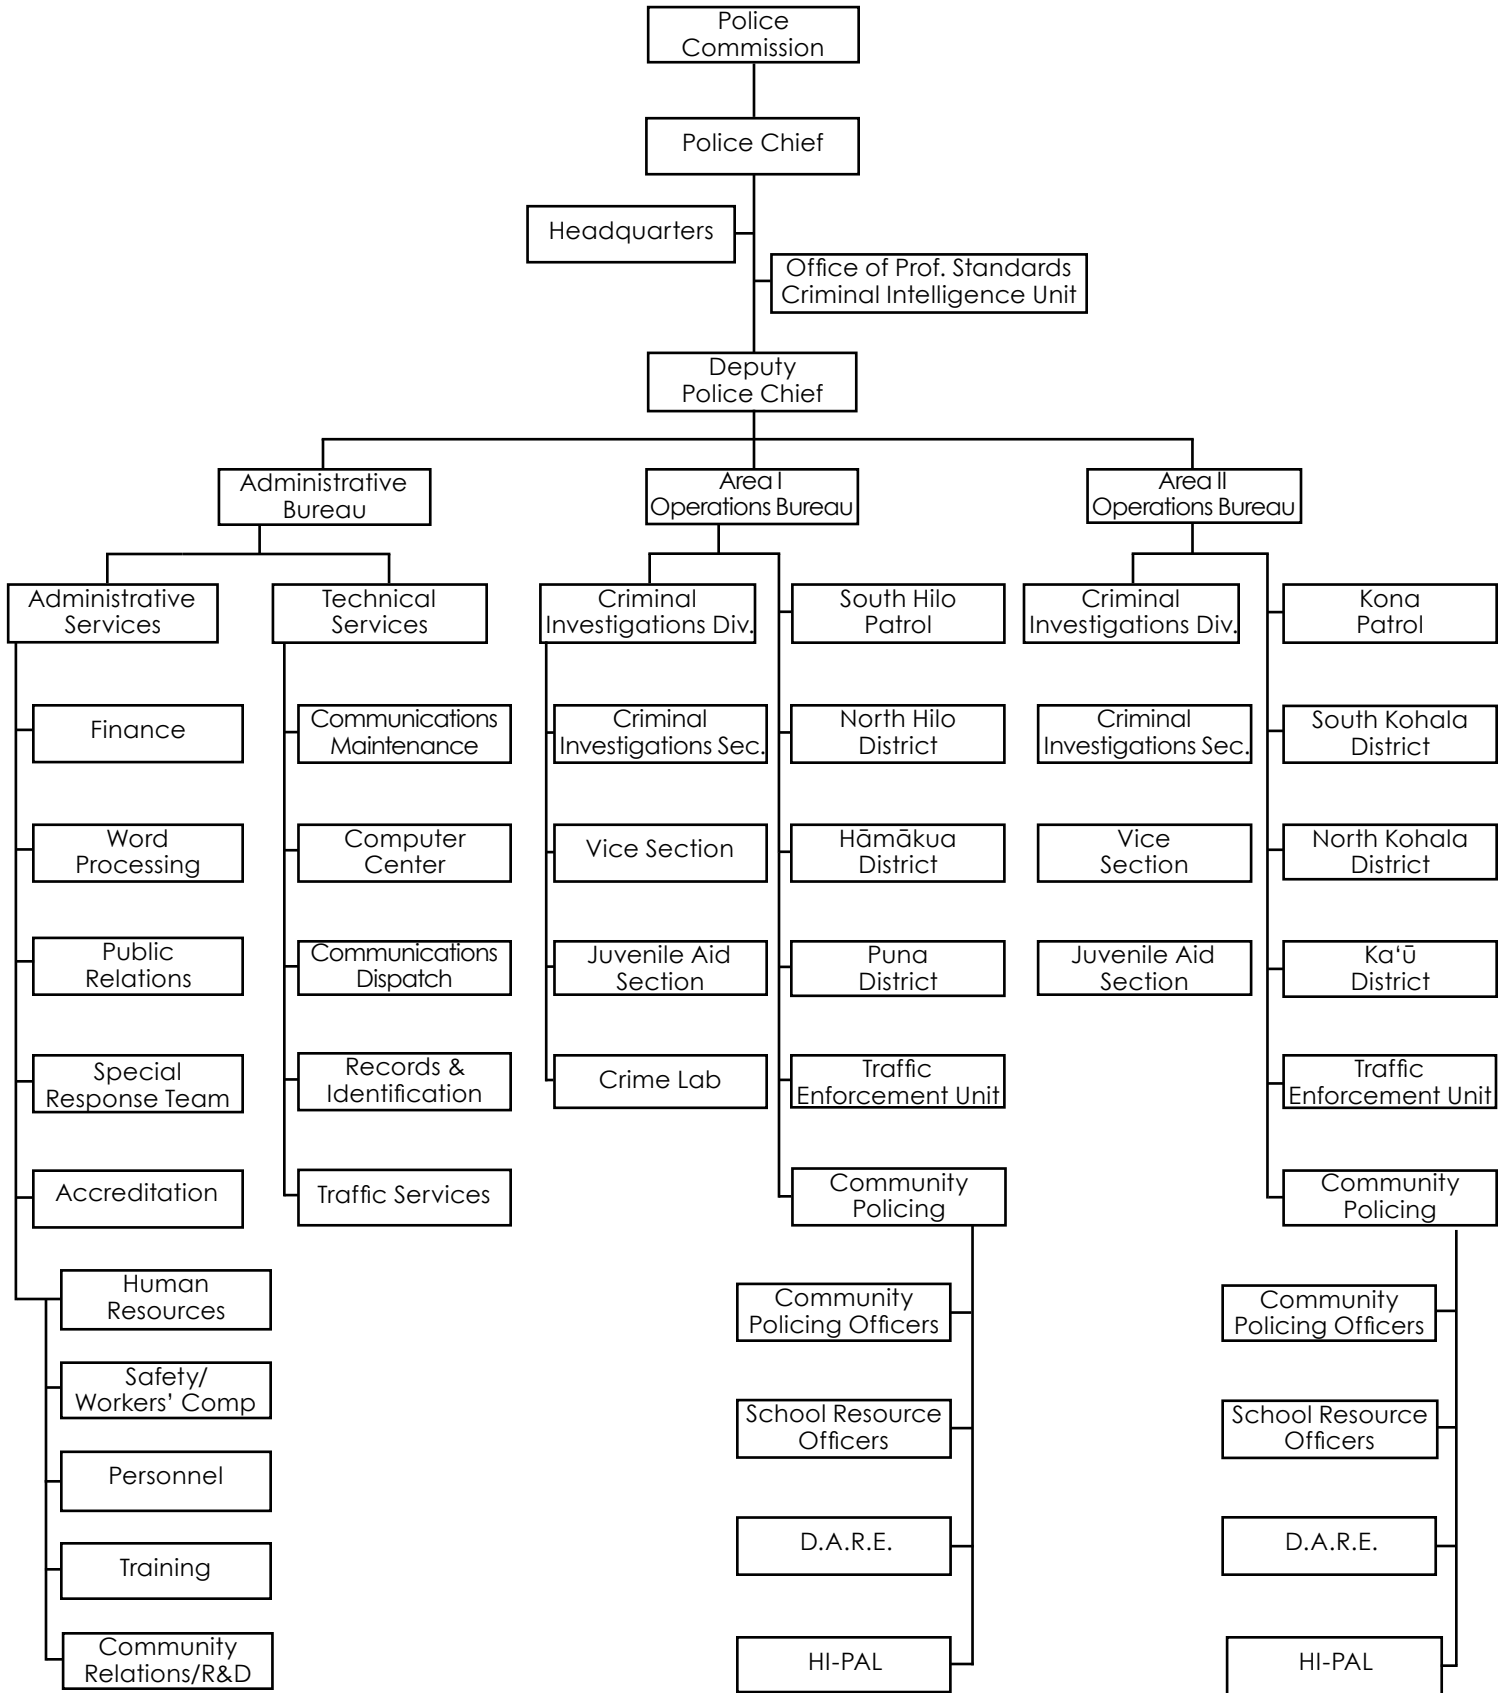 Police
Commission
Police Chief
Headquarters
Office of Prof. Standards
Criminal Intelligence Unit
Deputy
Police Chief
Administrative
Bureau
Area I
Operations Bureau
Area II
Operations Bureau
Administrative
Services
Technical
Services
Criminal
Investigations Div.
South Hilo
Patrol
Criminal
Investigations Div.
Kona
Patrol
Finance
Communications
Maintenance
Criminal
Investigations Sec.
North Hilo
District
Criminal
Investigations Sec.
South Kohala
District
Word
Processing
Computer
Center
Vice Section
Hāmākua
District
Vice
Section
North Kohala
District
Public
Relations
Communications
Dispatch
Juvenile Aid
Section
Puna
District
Juvenile Aid
Section
Ka‘ū
District
Special
Response Team
Records &
Identification
Crime Lab
Traffic
Enforcement Unit
Traffic
Enforcement Unit
Accreditation
Traffic Services
Community
Policing
Community
Policing
Human
Resources
Community
Policing Officers
Community
Policing Officers
Safety/
Workers’ Comp
School Resource
Officers
School Resource
Officers
Personnel
Training
D.A.R.E.
D.A.R.E.
Community
Relations/R&D
HI-PAL
HI-PAL